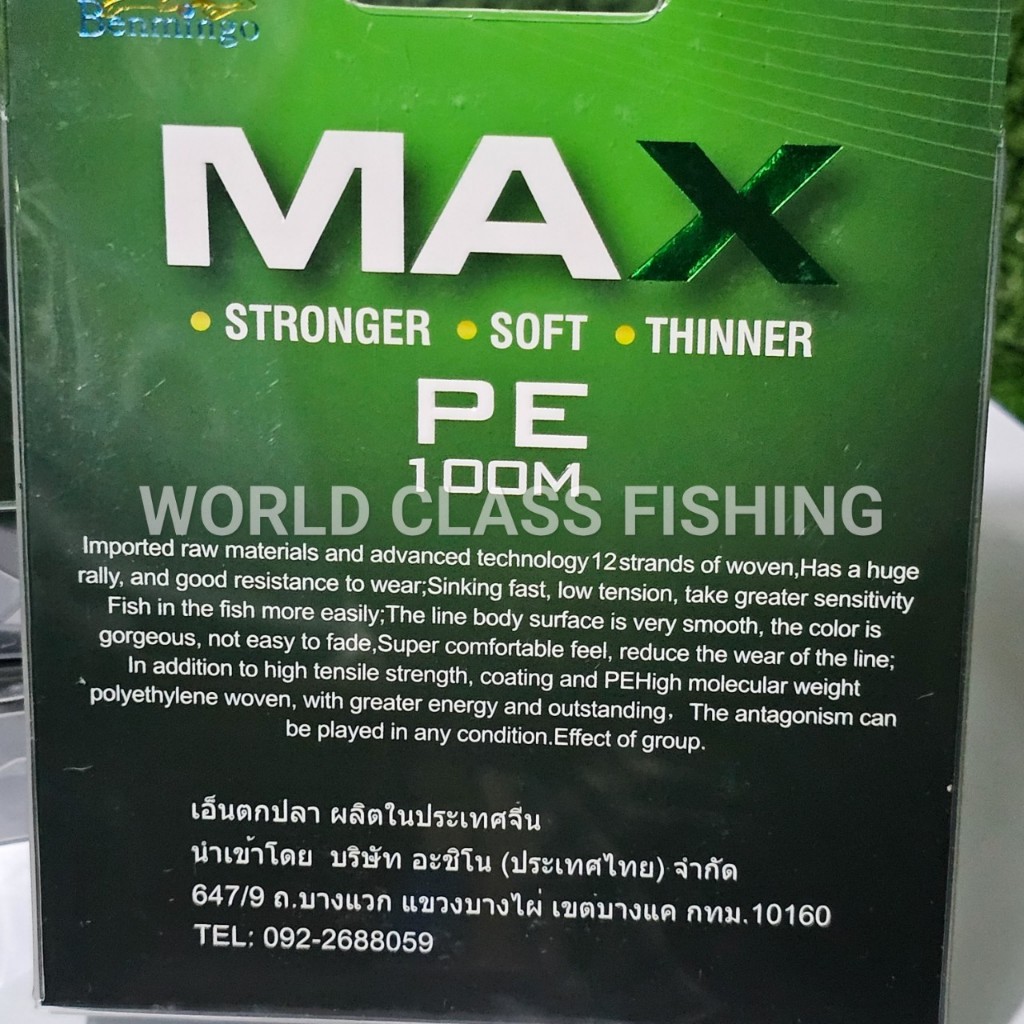 Benmingo
MAX
• STRONGER • SOFT • THINNER
PE
100M
WORLD CLASS FISHING
Imported raw materials and advanced technology 12 strands of woven,Has a huge
rally, and good resistance to wear;Sinking fast, low tension, take greater sensitivity
Fish in the fish more easily;The line body surface is very smooth, the color is
gorgeous, not easy to fade,Super comfortable feel, reduce the wear of the line;
In addition to high tensile strength, coating and PEHigh molecular weight
polyethylene woven, with greater energy and outstanding, The antagonism can
be played in any condition.Effect of group.
เอ็นตกปลา ผลิตในประเทศจีน
นำเข้าโดย บริษัท อะชิโน (ประเทศไทย) จำกัด
647/9 ถ.บางแวก แขวงบางไผ่ เขตบางแค กทม.10160
TEL: 092-2688059